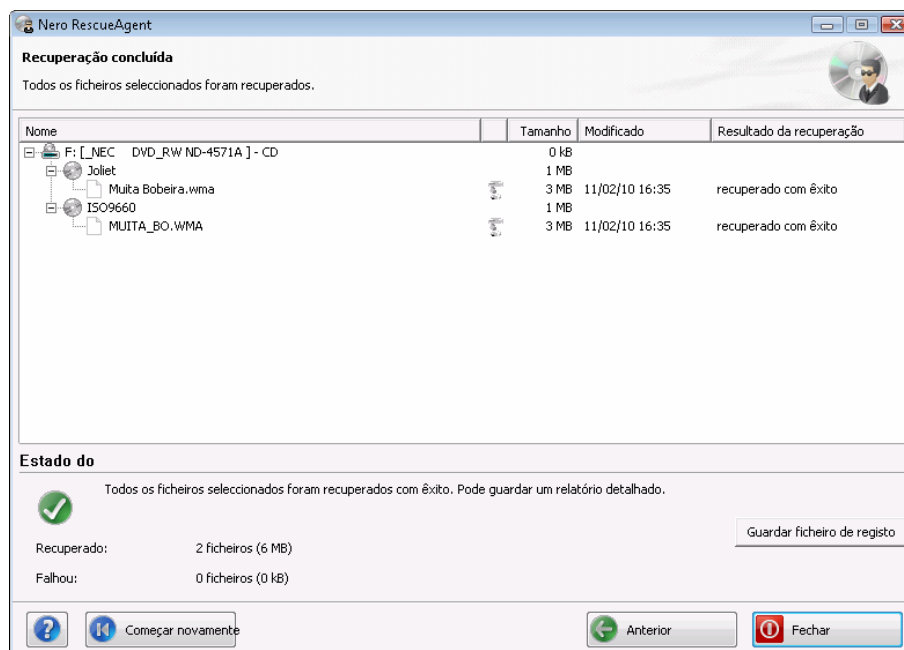 Nero RescueAgent
Recuperação concluída
Todos os ficheiros seleccionados foram recuperados.
Nome Tamanho Modificado Resultado da recuperação
F: [_NEC DVD_RW ND-4571A ] - CD 0 kB
Joliet 1 MB
Muita Bobeira.wma 3 MB 11/02/10 16:35 recuperado com êxito
ISO9660 1 MB
MUITA_BO.WMA 3 MB 11/02/10 16:35 recuperado com êxito
Estado do
Todos os ficheiros seleccionados foram recuperados com êxito. Pode guardar um relatório detalhado.
Guardar ficheiro de registo
Recuperado: 2 ficheiros (6 MB)
Falhou: 0 ficheiros (0 kB)
Começar novamente Anterior Fechar